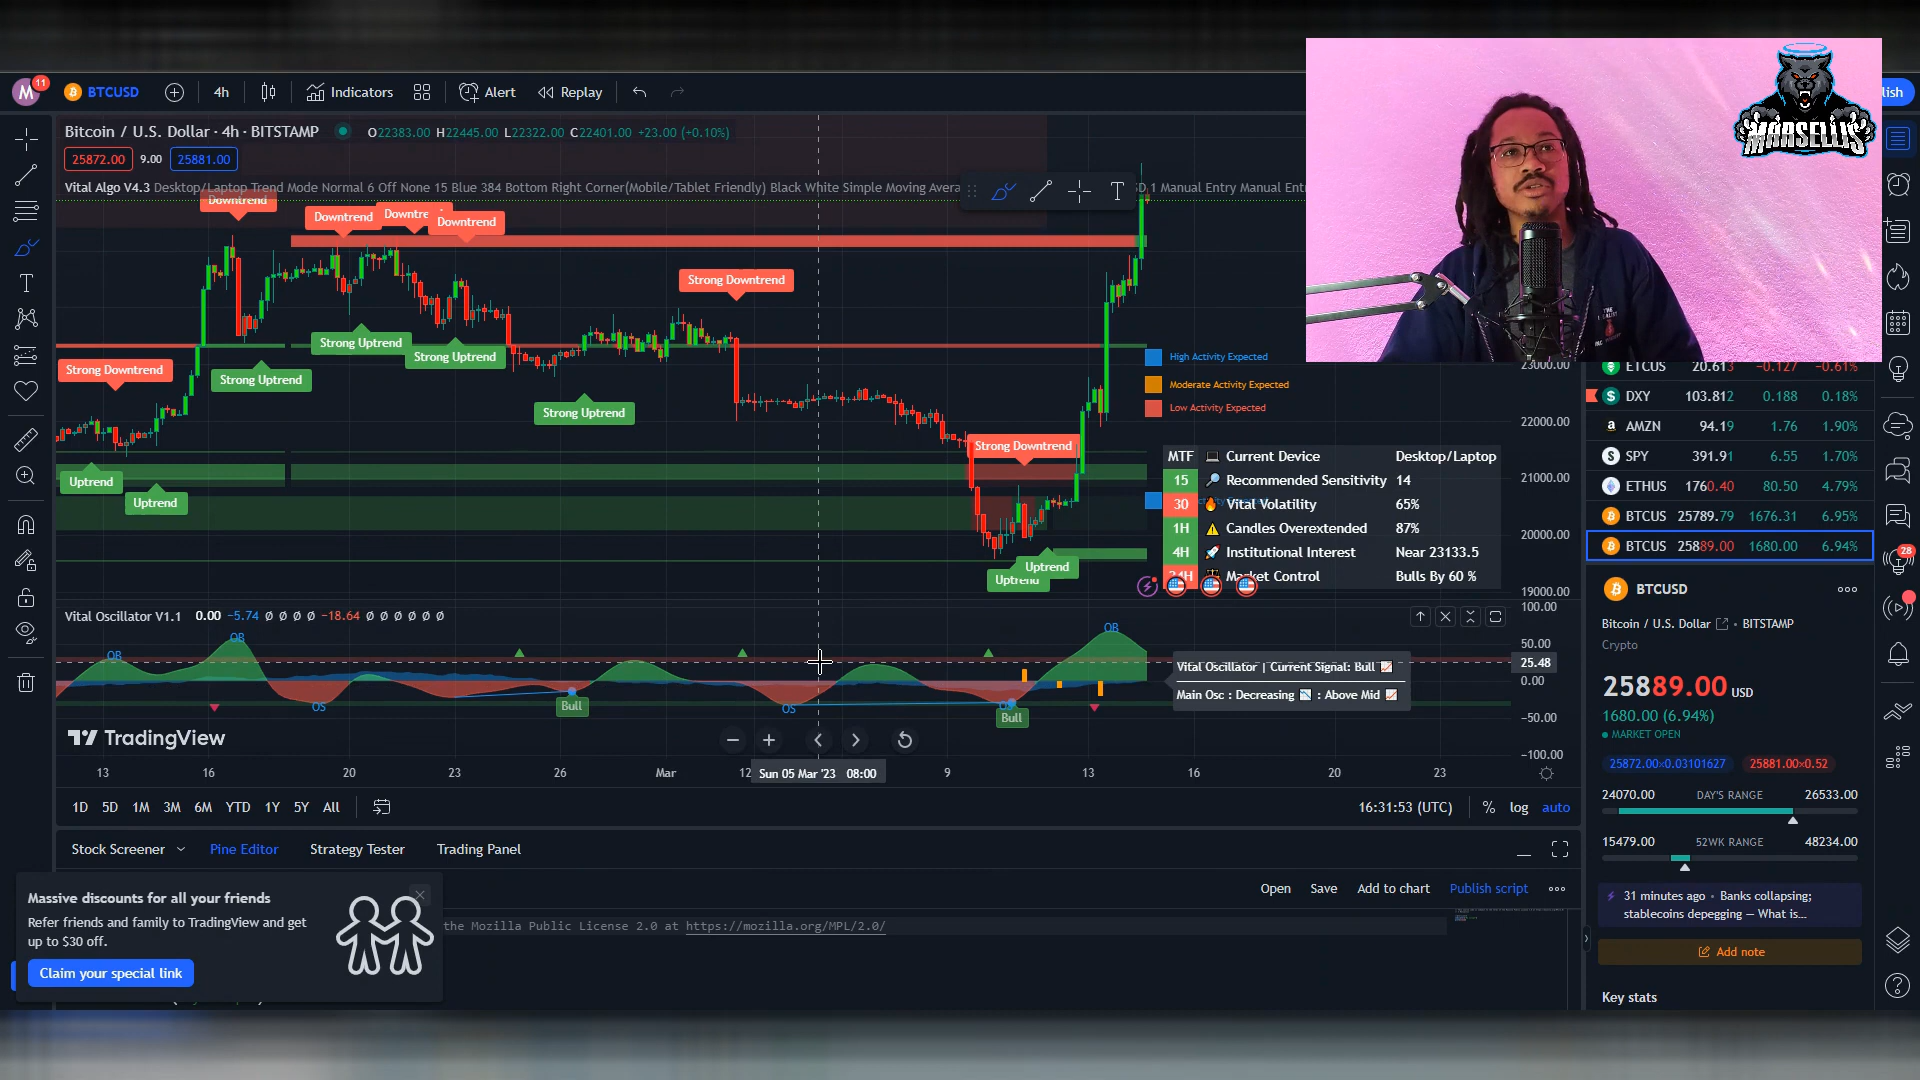 M 11 BTCUSD 4h Indicators Alert Replay
lish
MARSELLIS
Bitcoin / U.S. Dollar · 4h · BITSTAMP O22383.00 H22445.00 L22322.00 C22401.00 +23.00 (+0.10%)
25872.00 9.00 25881.00
Vital Algo V4.3 Desktop/Laptop Trend Mode Normal 6 Off None 15 Blue 384 Bottom Right Corner(Mobile/Tablet Friendly) Black White Simple Moving Avera D 1 Manual Entry Manual Entr
Downtrend
Downtrend
Downtre
Downtrend
Strong Downtrend
Strong Uptrend
Strong Uptrend
Strong Downtrend
Strong Uptrend
Strong Uptrend
Strong Downtrend
Uptrend
Uptrend
Uptrend
Uptrend
High Activity Expected
Moderate Activity Expected
Low Activity Expected
23000.00
22000.00
21000.00
20000.00
19000.00
MTF Current Device Desktop/Laptop
15 Recommended Sensitivity 14
30 Vital Volatility 65%
1H Candles Overextended 87%
4H Institutional Interest Near 23133.5
24H Market Control Bulls By 60 %
Vital Oscillator V1.1 0.00 −5.74 Ø Ø Ø Ø −18.64 Ø Ø Ø Ø Ø Ø Ø
100.00
50.00
25.48
0.00
−50.00
−100.00
OB
OB
OB
OS
OS
Bull
Bull
Vital Oscillator | Current Signal: Bull
Main Osc : Decreasing : Above Mid
TradingView
13 16 20 23 26 Mar 12 Sun 05 Mar '23 08:00 9 13 16 20 23
1D 5D 1M 3M 6M YTD 1Y 5Y All
16:31:53 (UTC) % log auto
Stock Screener Pine Editor Strategy Tester Trading Panel
Open Save Add to chart Publish script
the Mozilla Public License 2.0 at https://mozilla.org/MPL/2.0/
Massive discounts for all your friends
Refer friends and family to TradingView and get
up to $30 off.
Claim your special link
ETCUS 20.613 −0.127 −0.61%
DXY 103.812 0.188 0.18%
AMZN 94.19 1.76 1.90%
SPY 391.91 6.55 1.70%
ETHUS 1760.40 80.50 4.79%
BTCUS 25789.79 1676.31 6.95%
BTCUS 25889.00 1680.00 6.94%
28
BTCUSD
Bitcoin / U.S. Dollar • BITSTAMP
Crypto
25889.00 USD
1680.00 (6.94%)
MARKET OPEN
25872.00×0.03101627 25881.00×0.52
24070.00 DAY'S RANGE 26533.00
15479.00 52WK RANGE 48234.00
31 minutes ago • Banks collapsing;
stablecoins depegging — What is...
Add note
Key stats